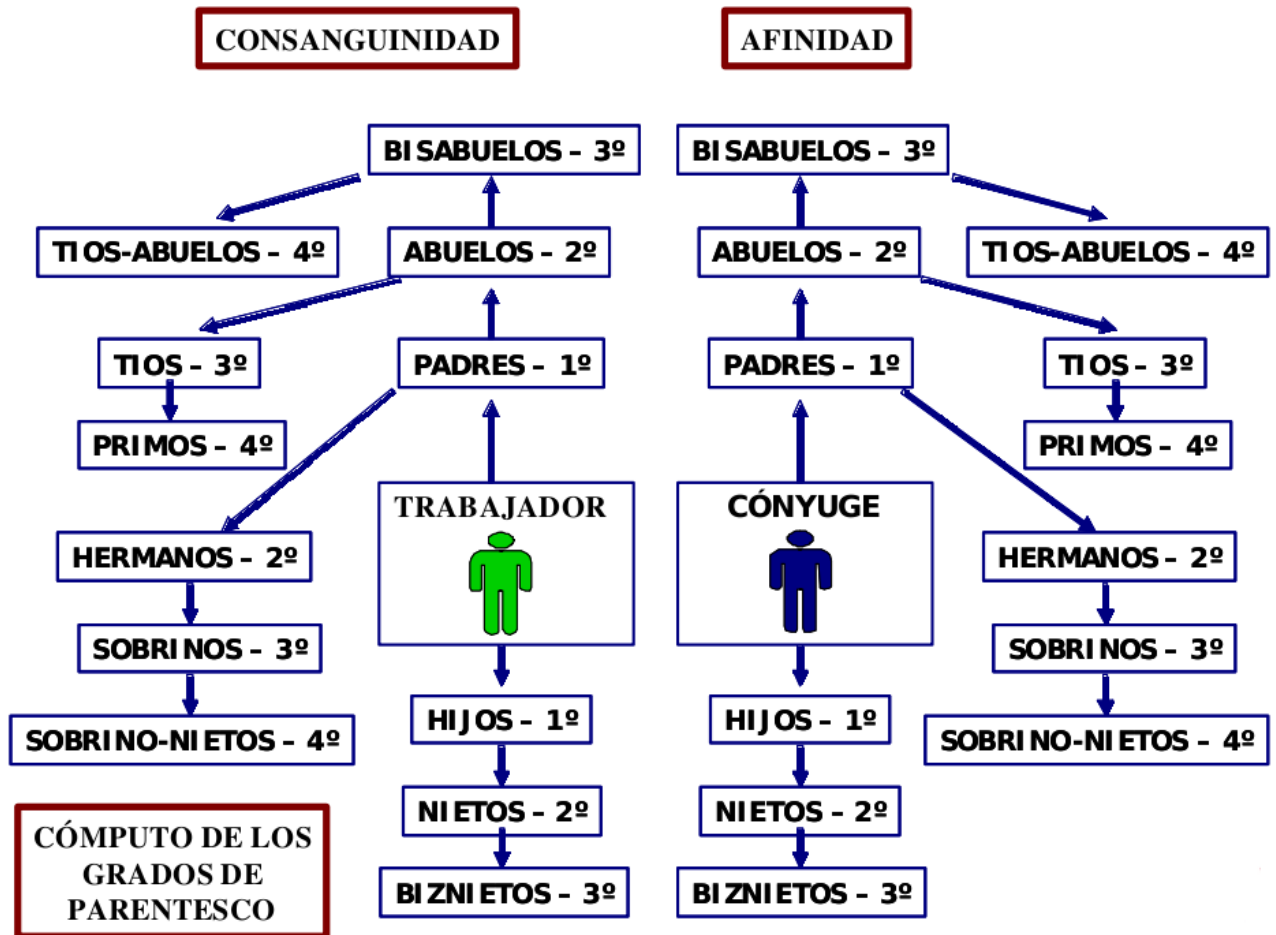 CONSANGUINIDAD
AFINIDAD
BISABUELOS – 3º
BISABUELOS – 3º
TIOS-ABUELOS – 4º
ABUELOS – 2º
ABUELOS – 2º
TIOS-ABUELOS – 4º
TIOS – 3º
PADRES – 1º
PADRES – 1º
TIOS – 3º
PRIMOS – 4º
PRIMOS – 4º
TRABAJADOR
CÓNYUGE
HERMANOS – 2º
HERMANOS – 2º
SOBRINOS – 3º
SOBRINOS – 3º
HIJOS – 1º
HIJOS – 1º
SOBRINO-NIETOS – 4º
SOBRINO-NIETOS – 4º
NIETOS – 2º
NIETOS – 2º
CÓMPUTO DE LOS
GRADOS DE
PARENTESCO
BIZNIETOS – 3º
BIZNIETOS – 3º